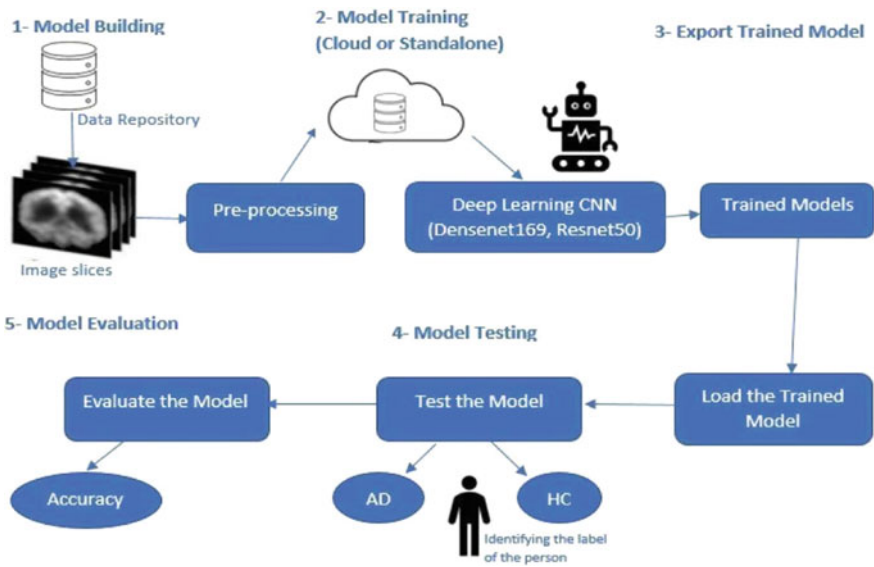 1- Model Building
2- Model Training
(Cloud or Standalone)
3- Export Trained Model
Data Repository
Image slices
Pre-processing
Deep Learning CNN
(Densenet169, Resnet50)
Trained Models
5- Model Evaluation
4- Model Testing
Evaluate the Model
Test the Model
Load the Trained
Model
Accuracy
AD
HC
Identifying the label
of the person